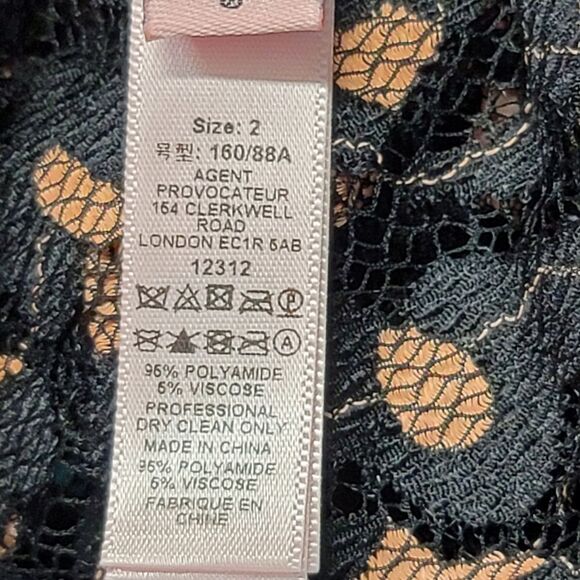 Size: 2
号型: 160/88A
AGENT
PROVOCATEUR
154 CLERKWELL
ROAD
LONDON EC1R 5AB
12312
P
A
95% POLYAMIDE
5% VISCOSE
PROFESSIONAL
DRY CLEAN ONLY
MADE IN CHINA
95% POLYAMIDE
5% VISCOSE
FABRIQUE EN
CHINE